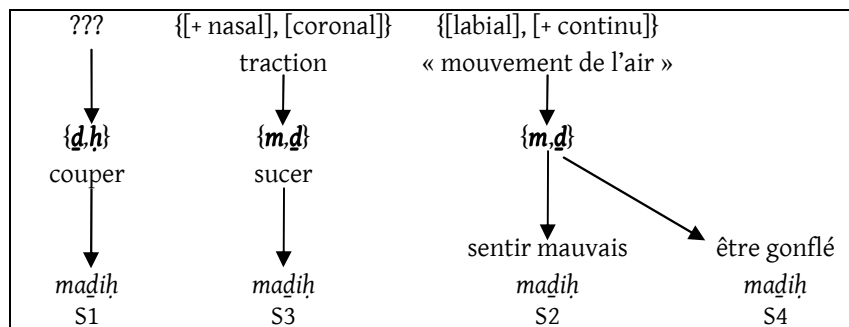 ??? {[+ nasal], [coronal]} {[labial], [+ continu]}
traction « mouvement de l’air »
{ḏ,ḥ} {m,ḏ} {m,ḏ}
couper sucer
sentir mauvais être gonflé
maḏiḥ maḏiḥ maḏiḥ maḏiḥ
S1 S3 S2 S4